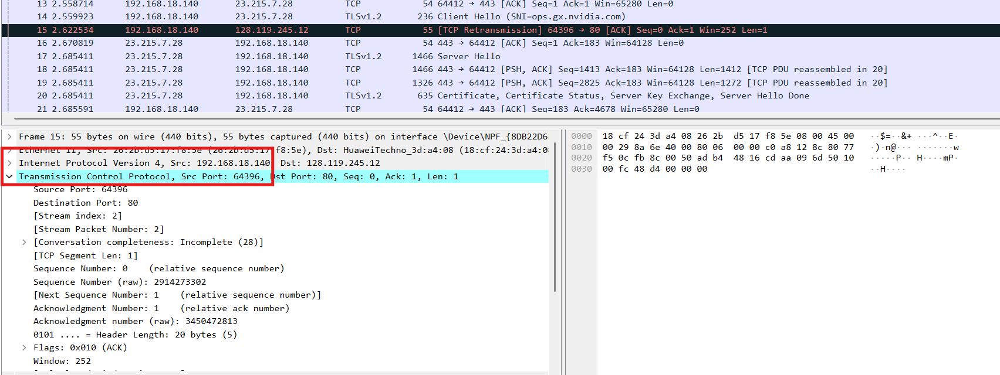 13 2.558714 192.168.18.140 23.215.7.28 TCP 54 64412 → 443 [ACK] Seq=1 Ack=1 Win=65280 Len=0
14 2.559923 192.168.18.140 23.215.7.28 TLSv1.2 236 Client Hello (SNI=ops.gx.nvidia.com)
15 2.622534 192.168.18.140 128.119.245.12 TCP 55 [TCP Retransmission] 64396 → 80 [ACK] Seq=0 Ack=1 Win=252 Len=1
16 2.670819 23.215.7.28 192.168.18.140 TCP 54 443 → 64412 [ACK] Seq=1 Ack=183 Win=64128 Len=0
17 2.685411 23.215.7.28 192.168.18.140 TLSv1.2 1466 Server Hello
18 2.685411 23.215.7.28 192.168.18.140 TCP 1466 443 → 64412 [PSH, ACK] Seq=1413 Ack=183 Win=64128 Len=1412 [TCP PDU reassembled in 20]
19 2.685411 23.215.7.28 192.168.18.140 TCP 1326 443 → 64412 [PSH, ACK] Seq=2825 Ack=183 Win=64128 Len=1272 [TCP PDU reassembled in 20]
20 2.685411 23.215.7.28 192.168.18.140 TLSv1.2 635 Certificate, Certificate Status, Server Key Exchange, Server Hello Done
21 2.685591 192.168.18.140 23.215.7.28 TCP 54 64412 → 443 [ACK] Seq=183 Ack=4678 Win=65280 Len=0
Frame 15: 55 bytes on wire (440 bits), 55 bytes captured (440 bits) on interface \Device\NPF_{8DB22D6
Ethernet II, Src: 26:2b:d5:17:f8:5e (26:2b:d5:17:f8:5e), Dst: HuaweiTechno_3d:a4:08 (18:cf:24:3d:a4:08
Internet Protocol Version 4, Src: 192.168.18.140, Dst: 128.119.245.12
Transmission Control Protocol, Src Port: 64396, Dst Port: 80, Seq: 0, Ack: 1, Len: 1
Source Port: 64396
Destination Port: 80
[Stream index: 2]
[Stream Packet Number: 2]
[Conversation completeness: Incomplete (28)]
[TCP Segment Len: 1]
Sequence Number: 0 (relative sequence number)
Sequence Number (raw): 2914273302
[Next Sequence Number: 1 (relative sequence number)]
Acknowledgment Number: 1 (relative ack number)
Acknowledgment number (raw): 3450472813
0101 .... = Header Length: 20 bytes (5)
Flags: 0x010 (ACK)
Window: 252
0000 18 cf 24 3d a4 08 26 2b d5 17 f8 5e 08 00 45 00 ··$=··&+ ···^··E·
0010 00 29 8a 6e 40 00 80 06 00 00 c0 a8 12 8c 80 77 ·)·n@··· ·······w
0020 f5 0c fb 8c 00 50 ad b4 48 16 cd aa 09 6d 50 10 ·····P·· H····mP·
0030 00 fc 48 d4 00 00 00 ··H····